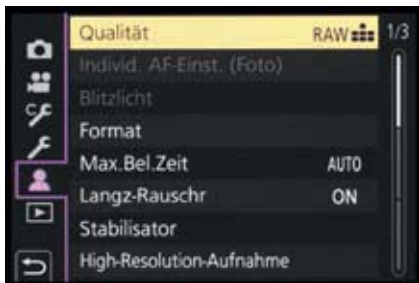 Qualität RAW 1/3
Individ. AF-Einst. (Foto)
Blitzlicht
Format
Max.Bel.Zeit AUTO
Langz-Rauschr ON
Stabilisator
High-Resolution-Aufnahme